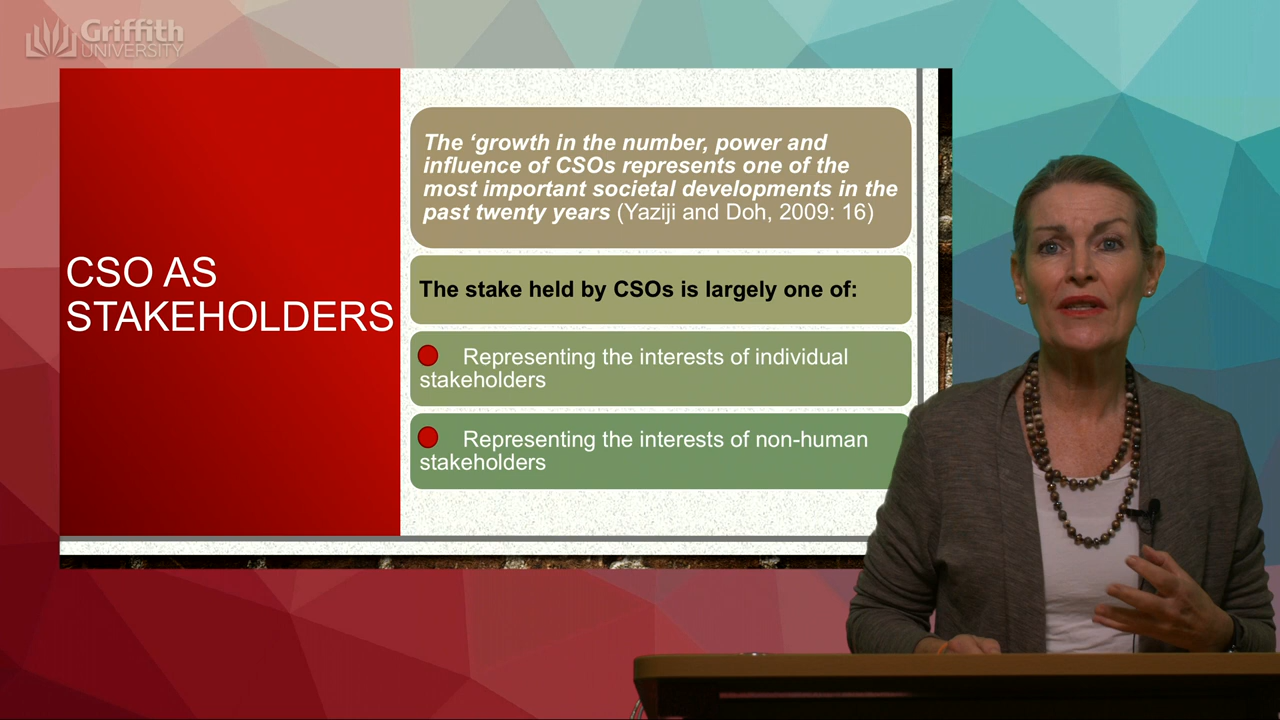 Griffith
UNIVERSITY
CSO AS
STAKEHOLDERS
The ‘growth in the number, power and
influence of CSOs represents one of the
most important societal developments in the
past twenty years (Yaziji and Doh, 2009: 16)
The stake held by CSOs is largely one of:
Representing the interests of individual
stakeholders
Representing the interests of non-human
stakeholders